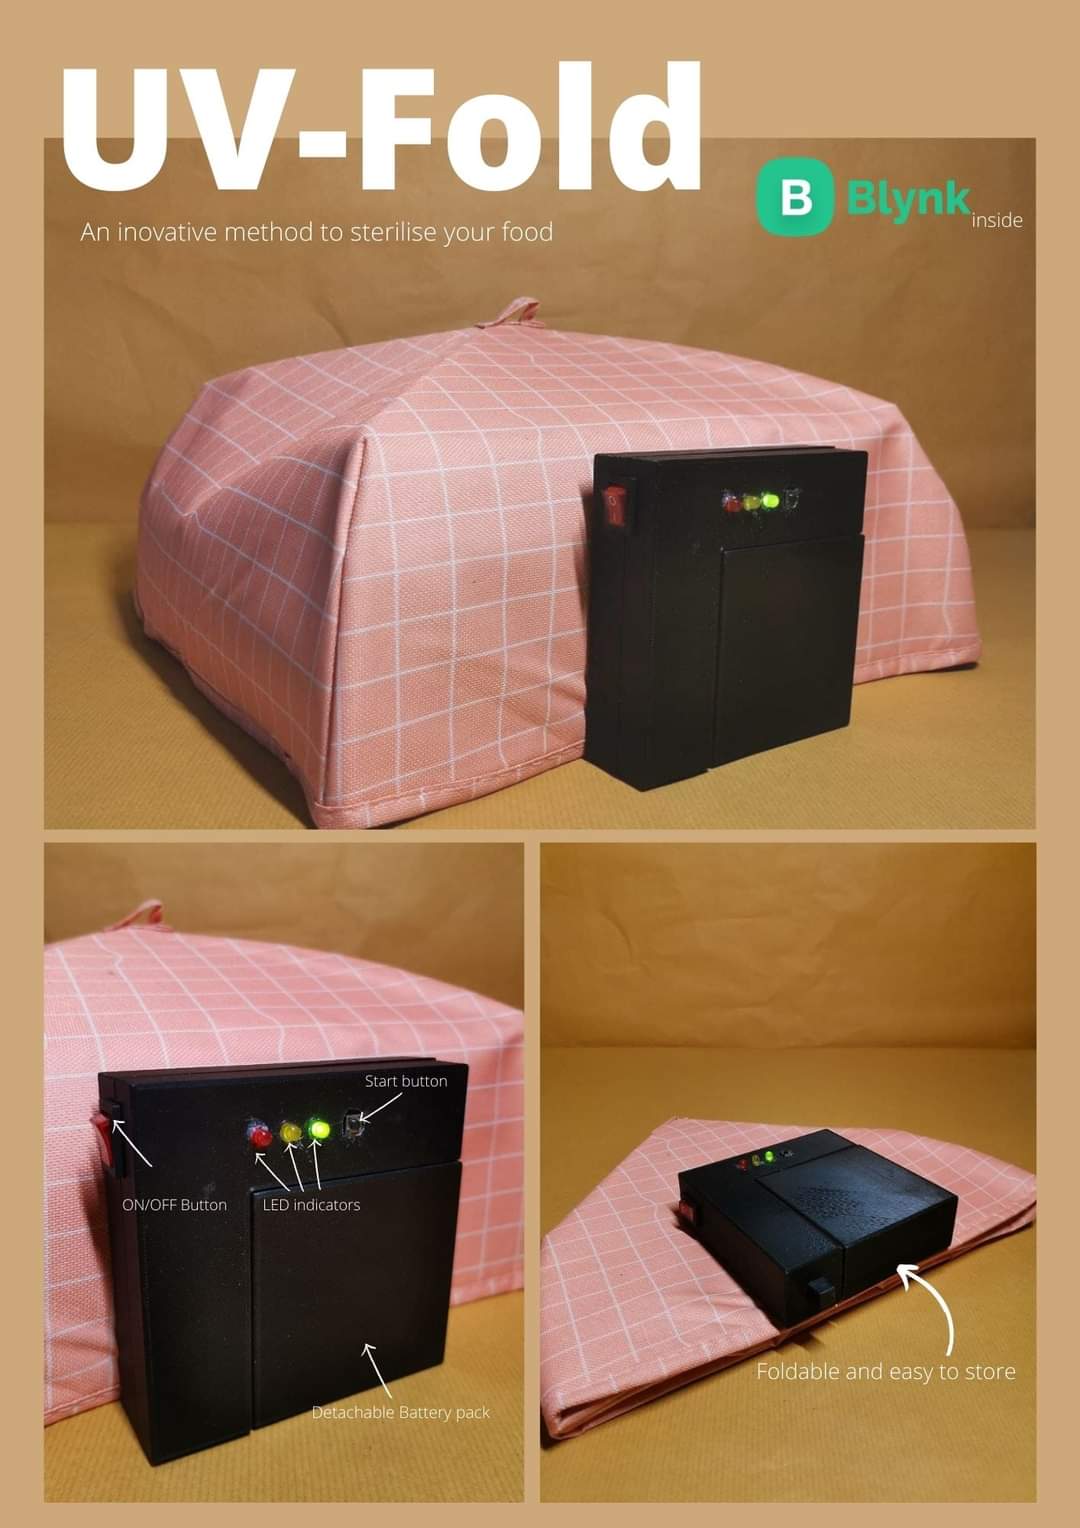 UV-Fold
An inovative method to sterilise your food
B Blynk inside
Start button
ON/OFF Button
LED indicators
Detachable Battery pack
Foldable and easy to store